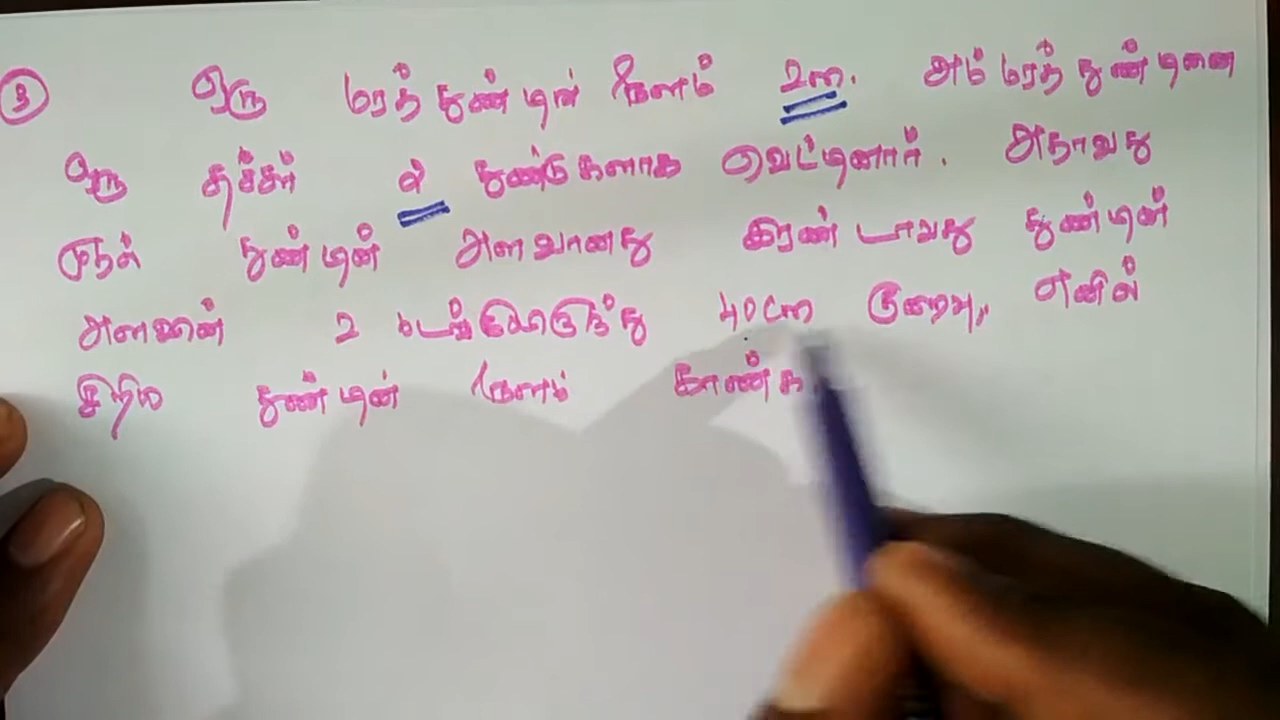 ③ ஒரு மரத்துண்டின் நீளம் 2m. அம்மரத்துண்டினை
ஒரு தச்சர் 2 துண்டுகளாக வெட்டினார். அதாவது
முதல் துண்டின் அளவானது இரண்டாவது துண்டின்
அளவின் 2 மடங்கிலிருந்து 40cm குறைவு, எனில்
சிறிய துண்டின் நீளம் காண்க.